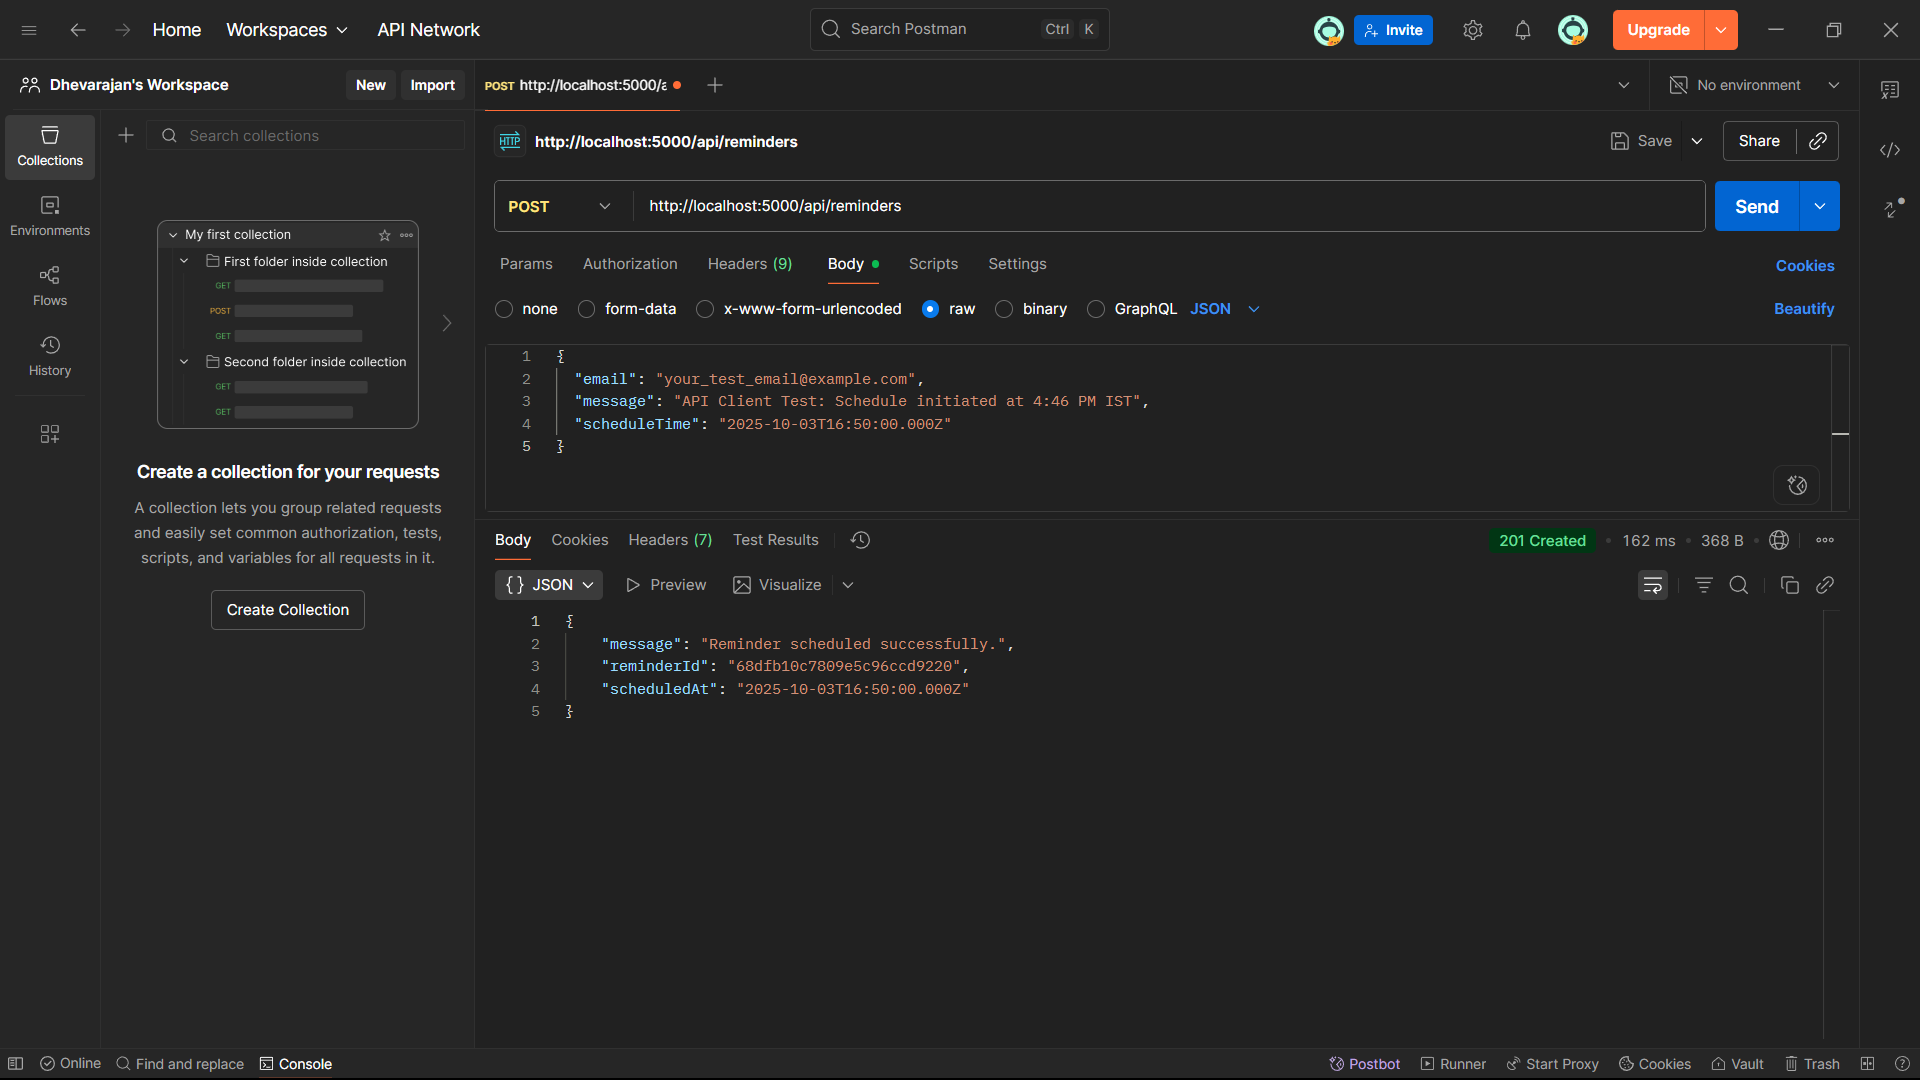 Home Workspaces API Network Search Postman Ctrl K Invite Upgrade
Dhevarajan's Workspace New Import POST http://localhost:5000/a No environment
Collections Search collections http://localhost:5000/api/reminders Save Share
HTTP
Environments
Flows
History
My first collection
First folder inside collection
GET
POST
GET
Second folder inside collection
GET
GET
Create a collection for your requests
A collection lets you group related requests
and easily set common authorization, tests,
scripts, and variables for all requests in it.
Create Collection
POST http://localhost:5000/api/reminders Send
Params Authorization Headers (9) Body Scripts Settings Cookies
none form-data x-www-form-urlencoded raw binary GraphQL JSON Beautify
1 {
2 "email": "your_test_email@example.com",
3 "message": "API Client Test: Schedule initiated at 4:46 PM IST",
4 "scheduleTime": "2025-10-03T16:50:00.000Z"
5 }
Body Cookies Headers (7) Test Results 201 Created • 162 ms • 368 B •
{} JSON Preview Visualize
1 {
2 "message": "Reminder scheduled successfully.",
3 "reminderId": "68dfb10c7809e5c96ccd9220",
4 "scheduledAt": "2025-10-03T16:50:00.000Z"
5 }
Online Find and replace Console Postbot Runner Start Proxy Cookies Vault Trash